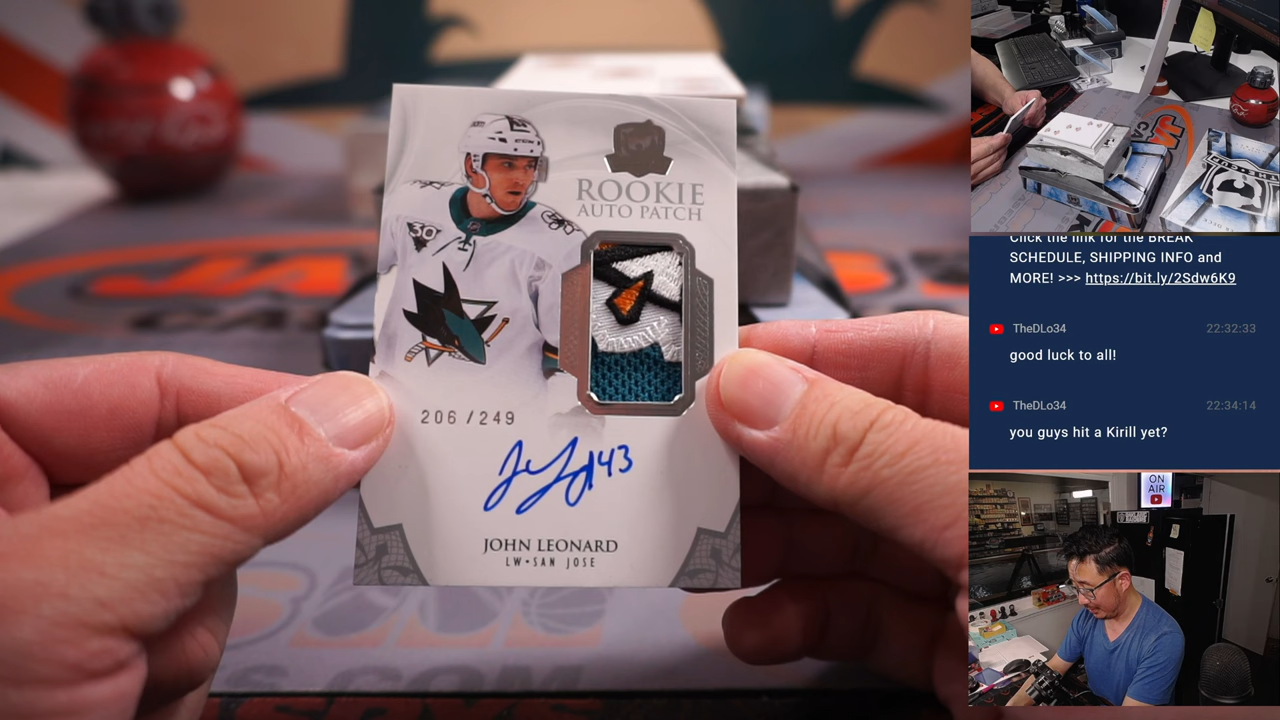 ROOKIE
AUTO PATCH
30
206 / 249
43
JOHN LEONARD
LW • SAN JOSE
JA
Click the link for the BREAK
SCHEDULE, SHIPPING INFO and
MORE! >>> https://bit.ly/2Sdw6K9
TheDLo34 22:32:33
good luck to all!
TheDLo34 22:34:14
you guys hit a Kirill yet?
ON
AIR